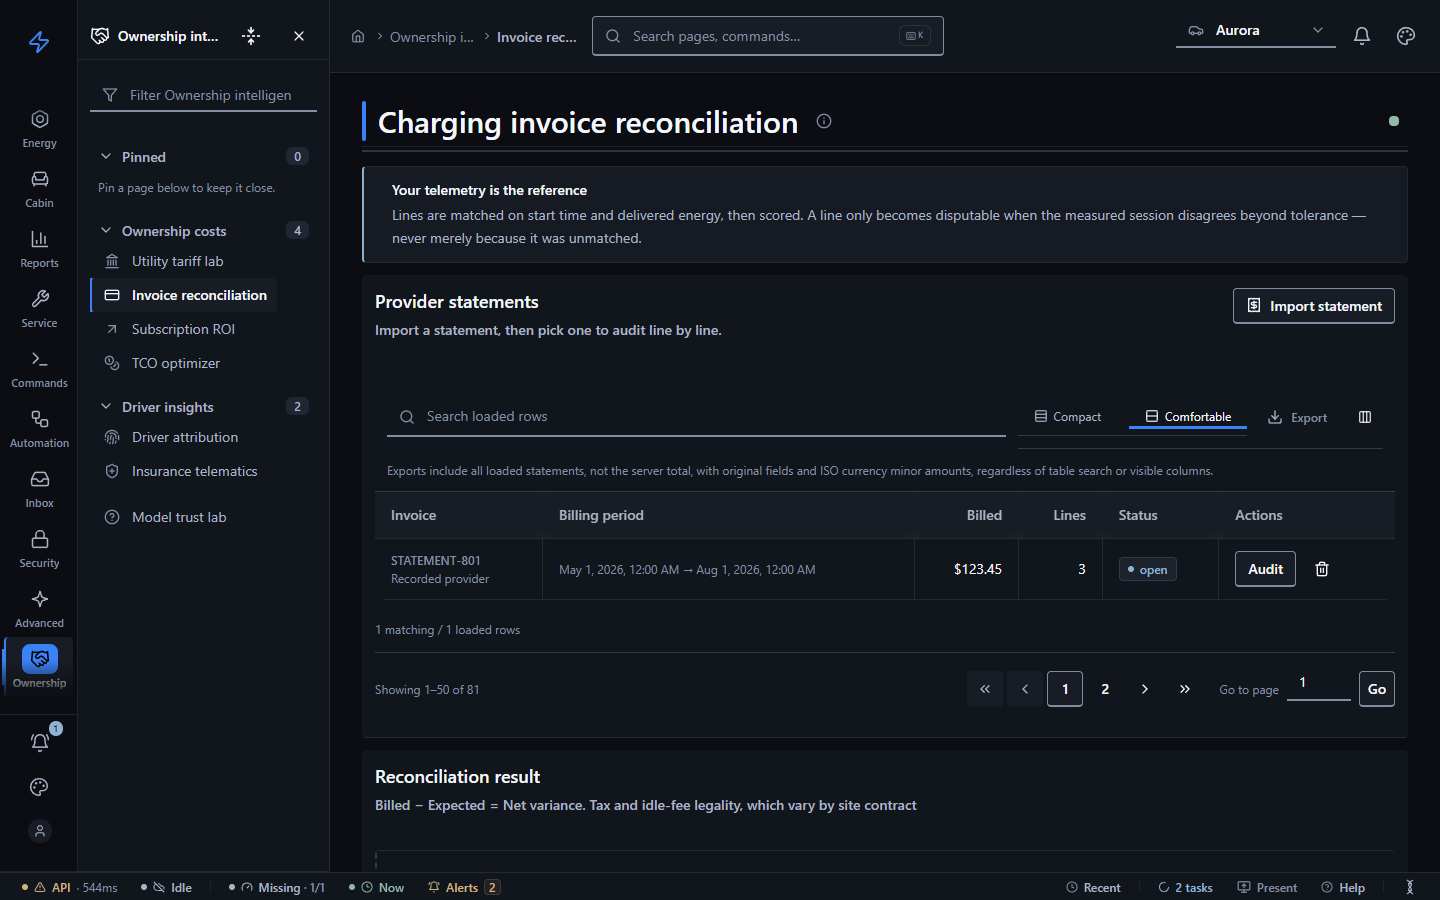 Energy
Cabin
Reports
Service
Commands
Automation
Inbox
Security
Advanced
Ownership
1
Ownership int...
Filter Ownership intelligen
Pinned
0
Pin a page below to keep it close.
Ownership costs
4
Utility tariff lab
Invoice reconciliation
Subscription ROI
TCO optimizer
Driver insights
2
Driver attribution
Insurance telematics
Model trust lab
Ownership i...
Invoice rec...
Search pages, commands...
K
Aurora
Charging invoice reconciliation
Your telemetry is the reference
Lines are matched on start time and delivered energy, then scored. A line only becomes disputable when the measured session disagrees beyond tolerance —
never merely because it was unmatched.
Provider statements
Import a statement, then pick one to audit line by line.
Import statement
Search loaded rows
Compact
Comfortable
Export
Exports include all loaded statements, not the server total, with original fields and ISO currency minor amounts, regardless of table search or visible columns.
Invoice Billing period Billed Lines Status Actions
STATEMENT-801
Recorded provider
May 1, 2026, 12:00 AM → Aug 1, 2026, 12:00 AM
$123.45
3
open
Audit
1 matching / 1 loaded rows
Showing 1–50 of 81
1
2
Go to page
1
Go
Reconciliation result
Billed − Expected = Net variance. Tax and idle-fee legality, which vary by site contract
API · 544ms
Idle
Missing · 1/1
Now
Alerts 2
Recent
2 tasks
Present
Help